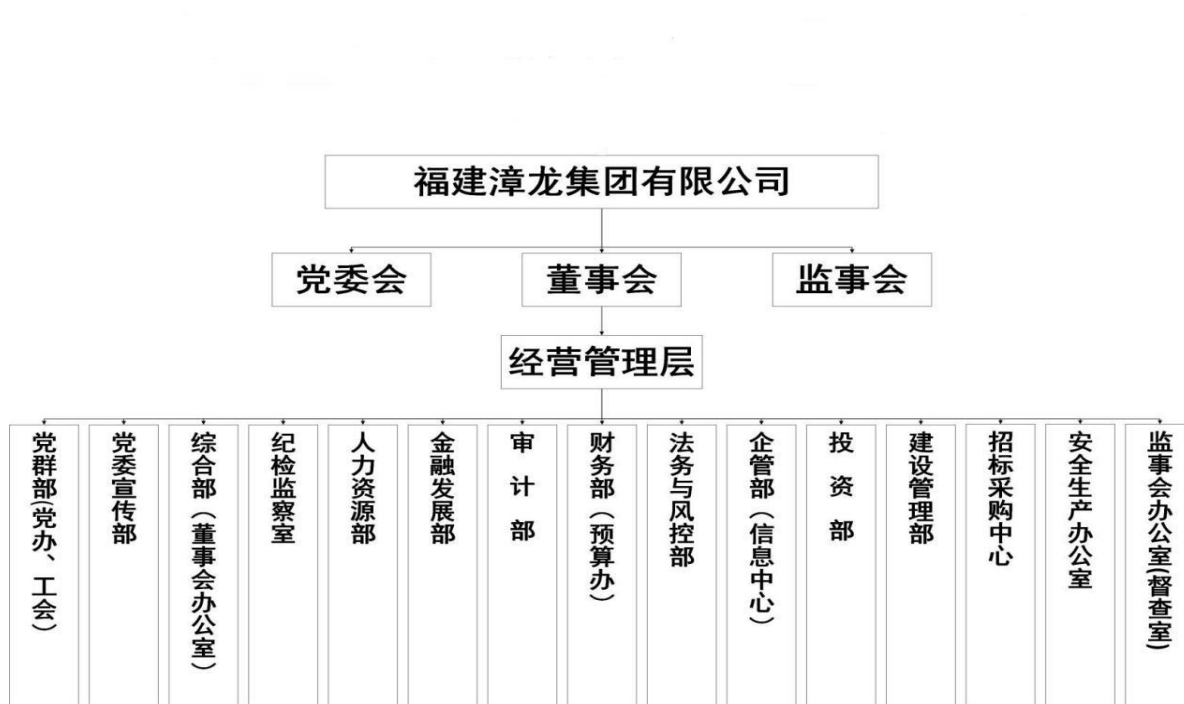 福建漳龙集团有限公司
党委会
董事会
监事会
经营管理层
党群部(党办、工会)
党委宣传部
综合部(董事会办公室)
纪检监察室
人力资源部
金融发展部
审计部
财务部(预算办)
法务与风控部
企管部(信息中心)
投资部
建设管理部
招标采购中心
安全生产办公室
监事会办公室(督查室)